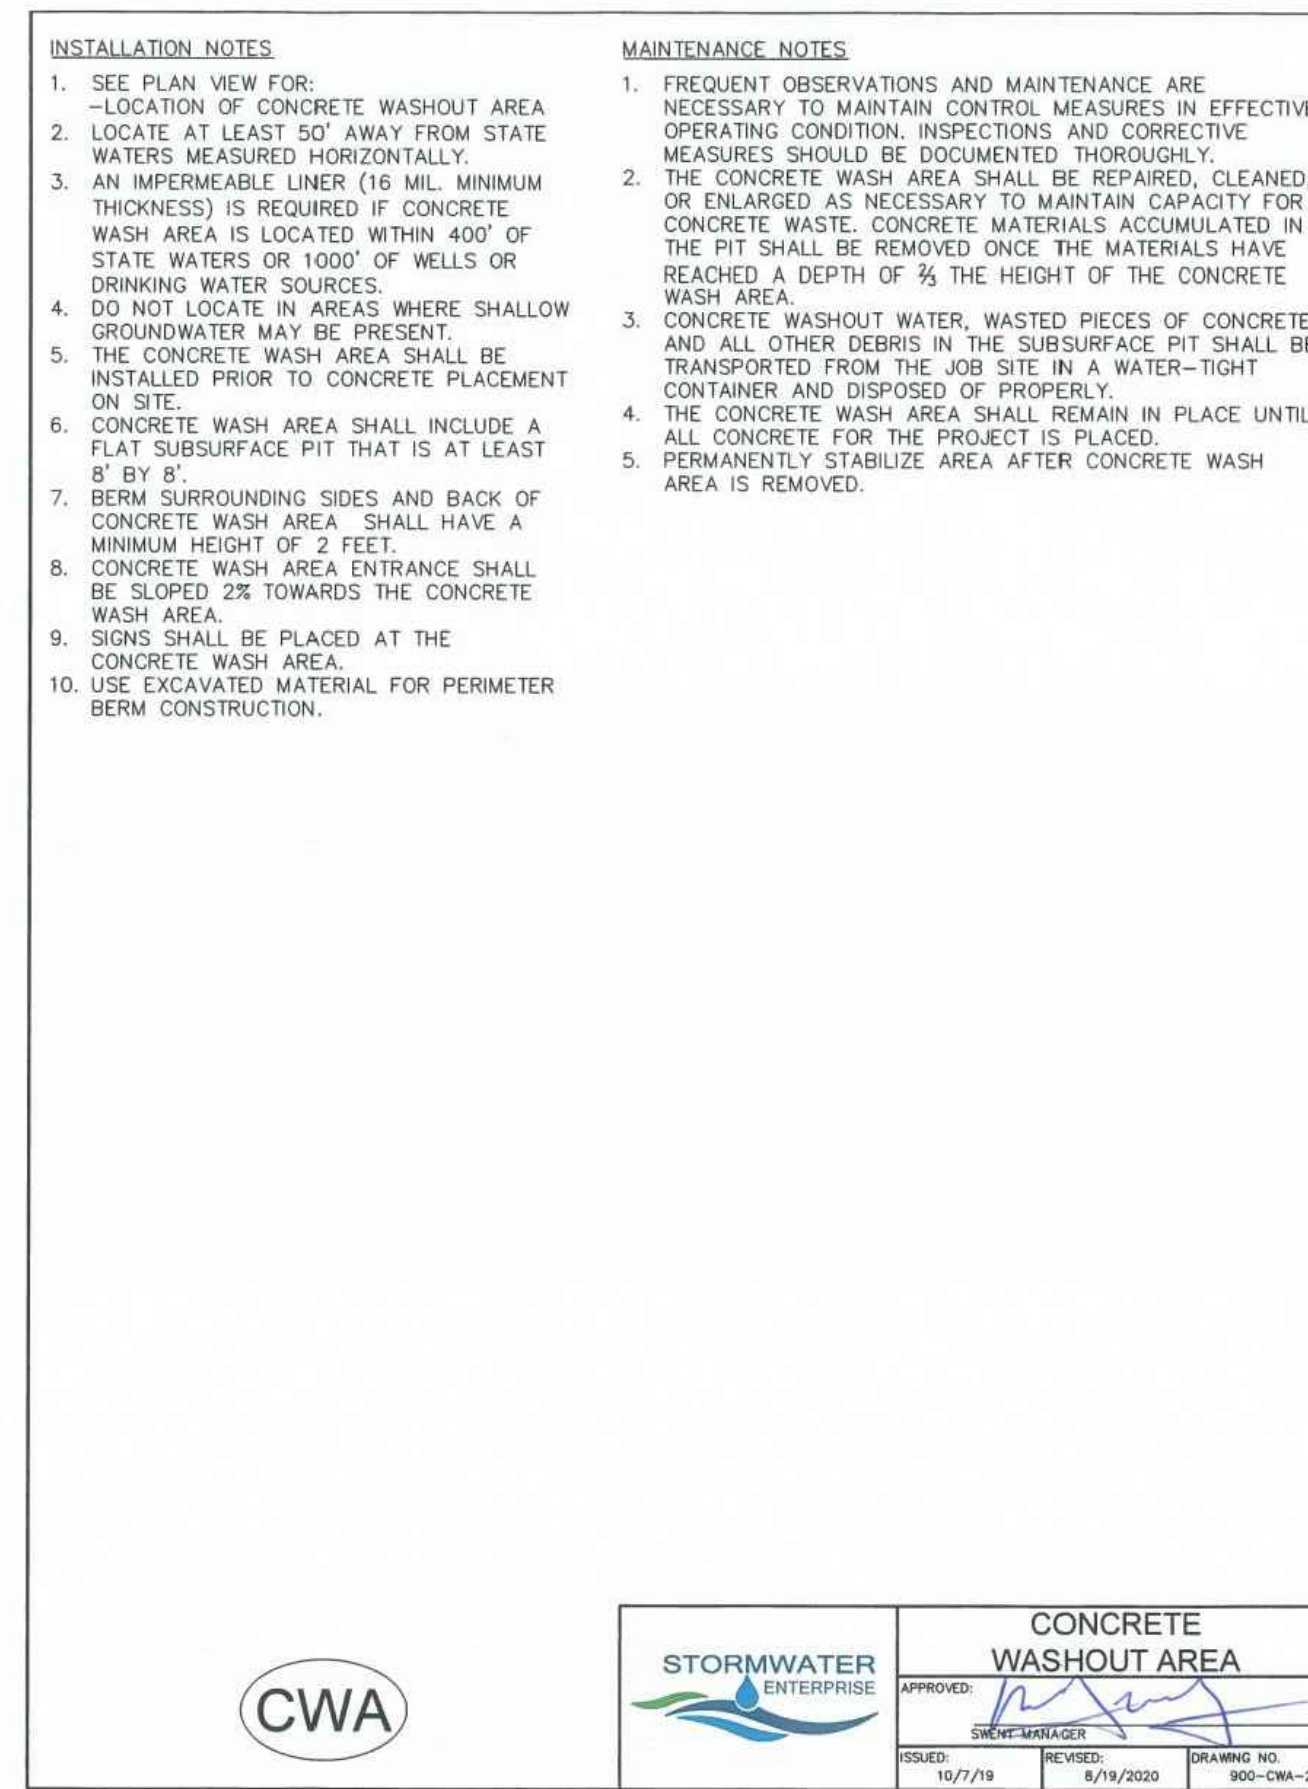 INSTALLATION NOTES
1. SEE PLAN VIEW FOR:
-LOCATION OF CONCRETE WASHOUT AREA
2. LOCATE AT LEAST 50' AWAY FROM STATE
WATERS MEASURED HORIZONTALLY.
3. AN IMPERMEABLE LINER (16 MIL. MINIMUM
THICKNESS) IS REQUIRED IF CONCRETE
WASH AREA IS LOCATED WITHIN 400' OF
STATE WATERS OR 1000' OF WELLS OR
DRINKING WATER SOURCES.
4. DO NOT LOCATE IN AREAS WHERE SHALLOW
GROUNDWATER MAY BE PRESENT.
5. THE CONCRETE WASH AREA SHALL BE
INSTALLED PRIOR TO CONCRETE PLACEMENT
ON SITE.
6. CONCRETE WASH AREA SHALL INCLUDE A
FLAT SUBSURFACE PIT THAT IS AT LEAST
8' BY 8'.
7. BERM SURROUNDING SIDES AND BACK OF
CONCRETE WASH AREA SHALL HAVE A
MINIMUM HEIGHT OF 2 FEET.
8. CONCRETE WASH AREA ENTRANCE SHALL
BE SLOPED 2% TOWARDS THE CONCRETE
WASH AREA.
9. SIGNS SHALL BE PLACED AT THE
CONCRETE WASH AREA.
10. USE EXCAVATED MATERIAL FOR PERIMETER
BERM CONSTRUCTION.
MAINTENANCE NOTES
1. FREQUENT OBSERVATIONS AND MAINTENANCE ARE
NECESSARY TO MAINTAIN CONTROL MEASURES IN EFFECTIVE
OPERATING CONDITION. INSPECTIONS AND CORRECTIVE
MEASURES SHOULD BE DOCUMENTED THOROUGHLY.
2. THE CONCRETE WASH AREA SHALL BE REPAIRED, CLEANED,
OR ENLARGED AS NECESSARY TO MAINTAIN CAPACITY FOR
CONCRETE WASTE. CONCRETE MATERIALS ACCUMULATED IN
THE PIT SHALL BE REMOVED ONCE THE MATERIALS HAVE
REACHED A DEPTH OF ⅔ THE HEIGHT OF THE CONCRETE
WASH AREA.
3. CONCRETE WASHOUT WATER, WASTED PIECES OF CONCRETE
AND ALL OTHER DEBRIS IN THE SUBSURFACE PIT SHALL BE
TRANSPORTED FROM THE JOB SITE IN A WATER-TIGHT
CONTAINER AND DISPOSED OF PROPERLY.
4. THE CONCRETE WASH AREA SHALL REMAIN IN PLACE UNTIL
ALL CONCRETE FOR THE PROJECT IS PLACED.
5. PERMANENTLY STABILIZE AREA AFTER CONCRETE WASH
AREA IS REMOVED.
CWA
STORMWATER
ENTERPRISE
CONCRETE
WASHOUT AREA
APPROVED:
SWENT MANAGER
ISSUED:
10/7/19
REVISED:
8/19/2020
DRAWING NO.
900-CWA-2